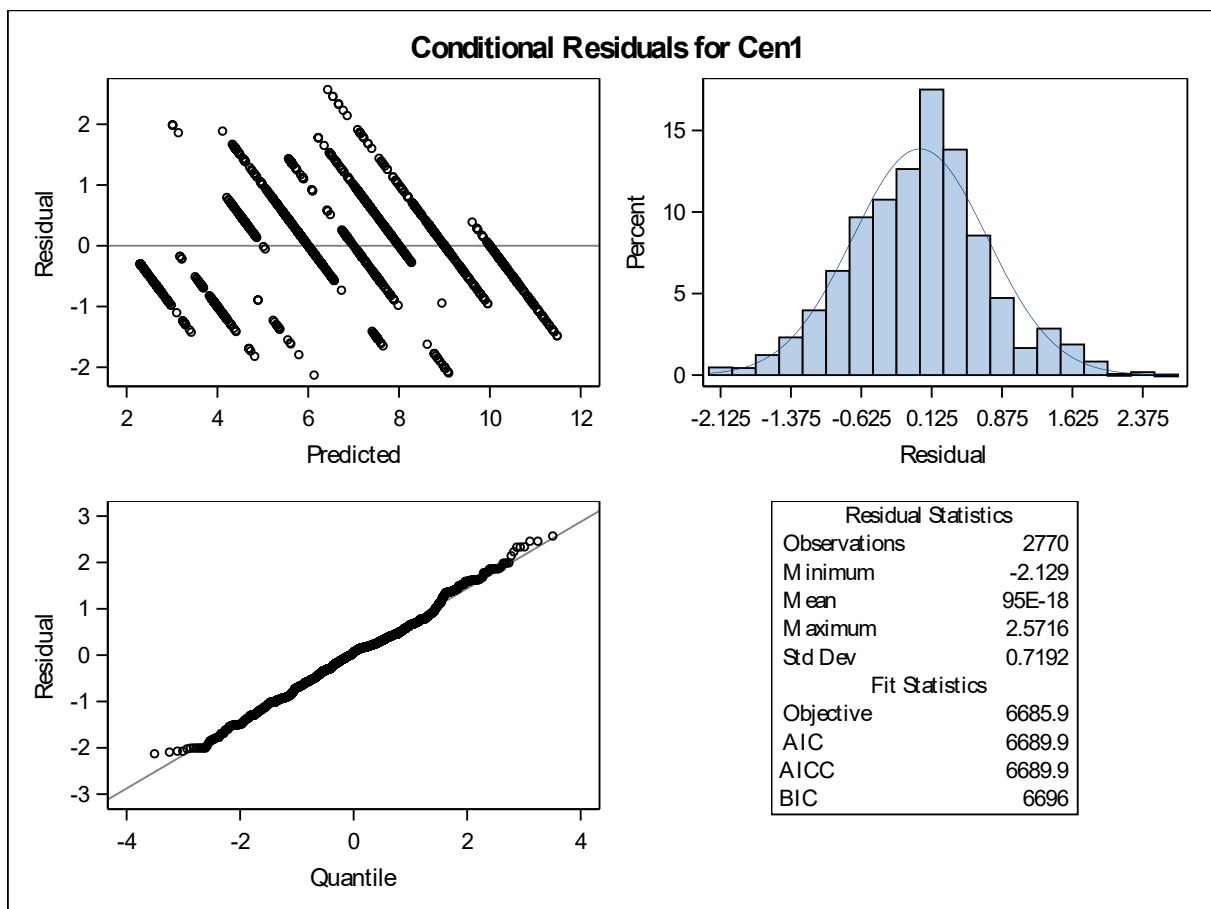 Conditional Residuals for Cen1
2
1
0
-1
-2
Residual
2 4 6 8 10 12
Predicted
15
10
5
0
Percent
-2.125 -1.375 -0.625 0.125 0.875 1.625 2.375
Residual
3
2
1
0
-1
-2
-3
Residual
-4 -2 0 2 4
Quantile
Residual Statistics
Observations 2770
Minimum -2.129
Mean 95E-18
Maximum 2.5716
Std Dev 0.7192
Fit Statistics
Objective 6685.9
AIC 6689.9
AICC 6689.9
BIC 6696